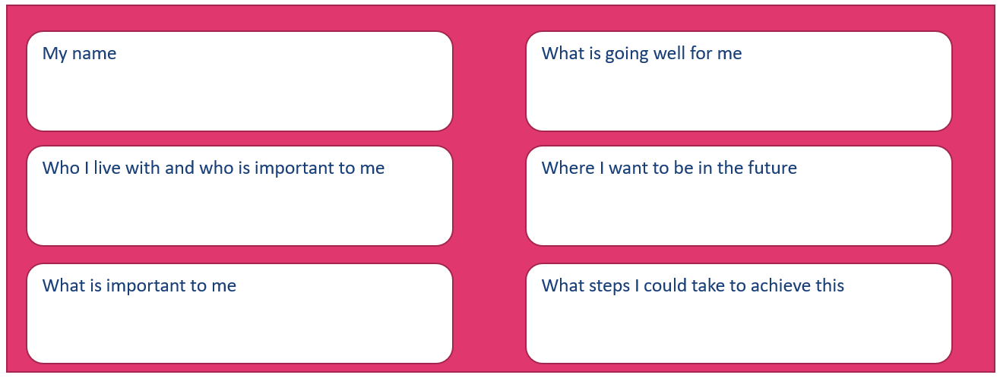 My name
Who I live with and who is important to me
What is important to me
What is going well for me
Where I want to be in the future
What steps I could take to achieve this